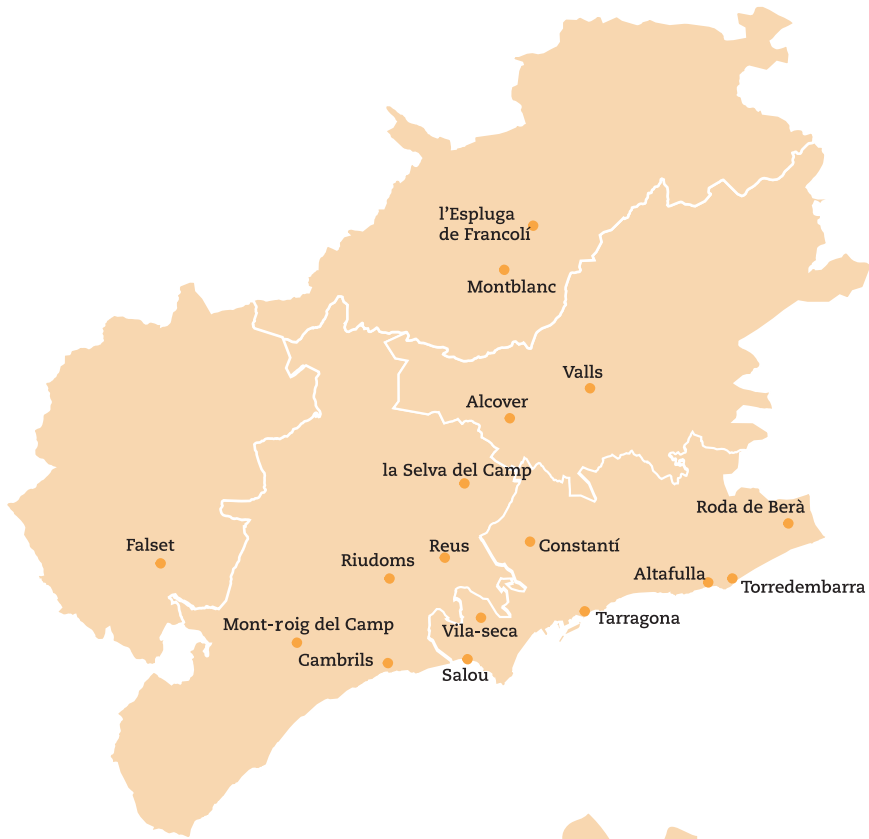 l’Espluga
de Francolí
Montblanc
Valls
Alcover
la Selva del Camp
Roda de Berà
Falset
Reus
Constantí
Riudoms
Altafulla
Torredembarra
Mont-roig del Camp
Vila-seca
Tarragona
Cambrils
Salou